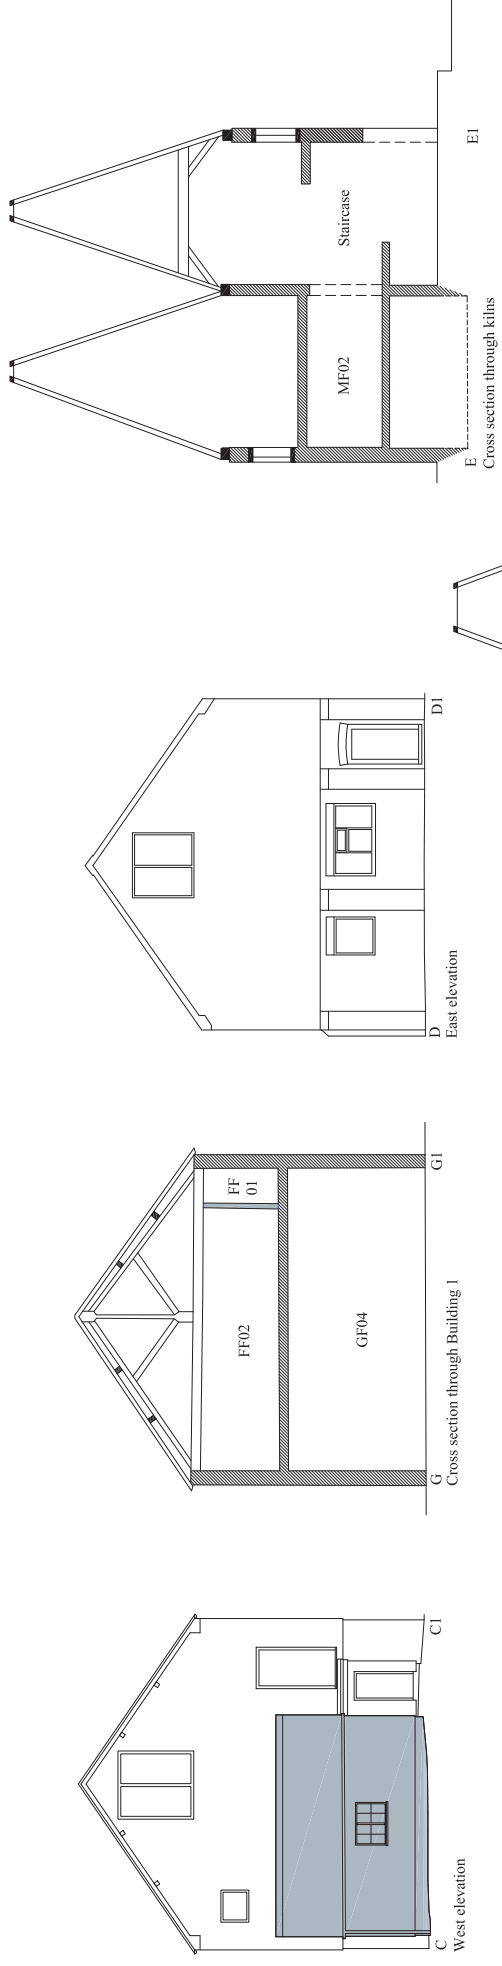 C
C1
West elevation
FF02
FF
01
GF04
G
G1
Cross section through Building 1
D
D1
East elevation
MF02
Staircase
E
E1
Cross section through kilns